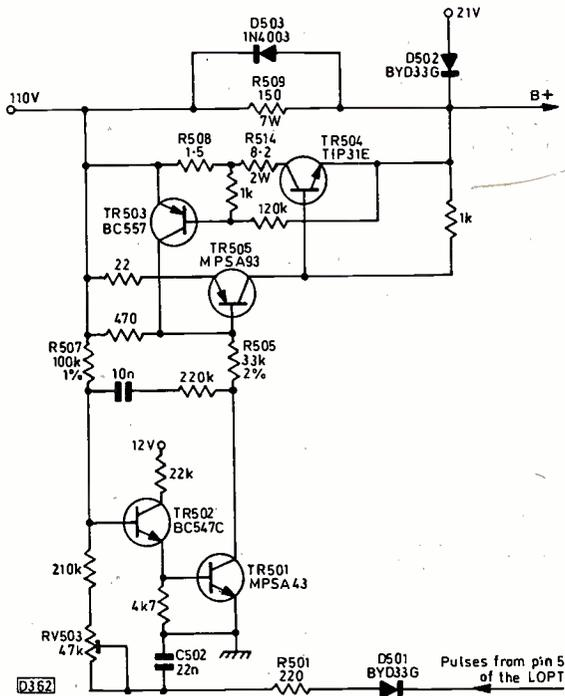 D503
1N4003
21V
D502
BYD33G
R509
150
7W
110V
B+
R508
1·5
R514
8·2
2W
TR504
TIP31E
1k
120k
TR503
BC557
1k
TR505
MPSA93
22
470
R507
100k
1%
R505
33k
2%
10n
220k
12V
22k
TR502
BC547C
TR501
MPSA43
210k
4k7
RV503
47k
C502
22n
D362
R501
220
D501
BYD33G
Pulses from pin 5
of the LOPT